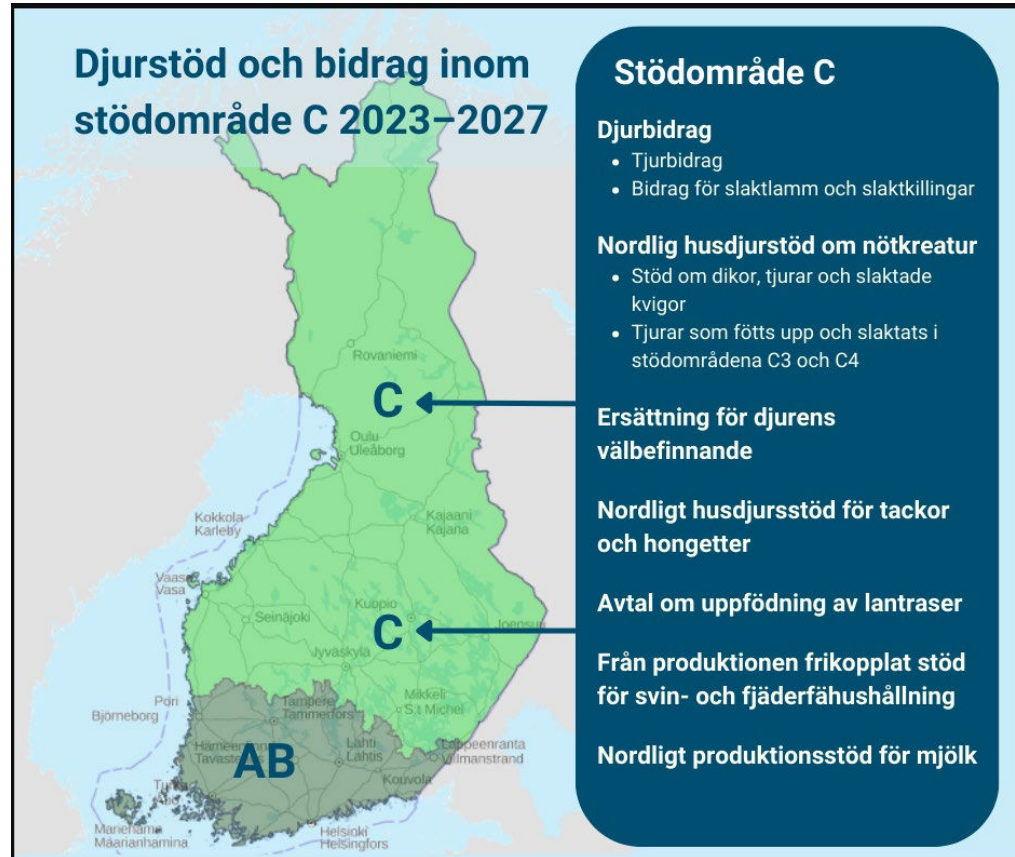 Djurstöd och bidrag inom
stödområde C 2023–2027
Stödområde C
Djurbidrag
• Tjurbidrag
• Bidrag för slaktlamm och slaktkillingar
Nordlig husdjurstöd om nötkreatur
• Stöd om dikor, tjurar och slaktade
kvigor
• Tjurar som fötts upp och slaktats i
stödområdena C3 och C4
Ersättning för djurens
välbefinnande
Nordligt husdjursstöd för tackor
och hongetter
Avtal om uppfödning av lantraser
Från produktionen frikopplat stöd
för svin- och fjäderfähushållning
Nordligt produktionsstöd för mjölk
Rovaniemi
C
Oulu
Uleåborg
Kokkola
Karleby
Kajaani
Kajana
Vaasa
Vasa
Seinäjoki
Kuopio
C
Joensuu
Jyväskylä
Mikkeli
S:t Michel
Pori
Björneborg
Tampere
Tammerfors
Lahti
Lahtis
AB
Lappeenranta
Villmanstrand
Kouvola
Mariehamn
Maarianhamina
Helsinki
Helsingfors